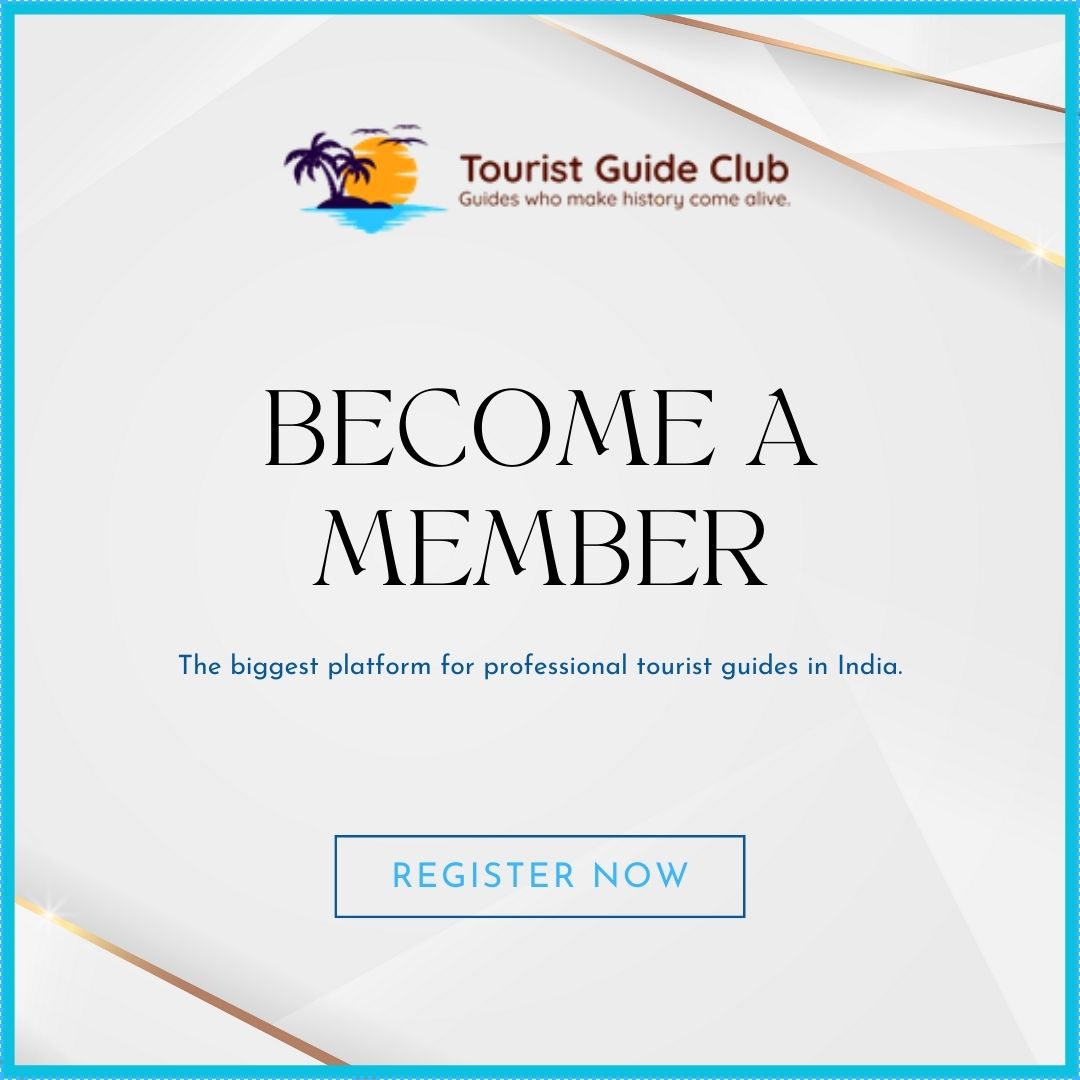 Tourist Guide Club
Guides who make history come alive.
BECOME A
MEMBER
The biggest platform for professional tourist guides in India.
REGISTER NOW